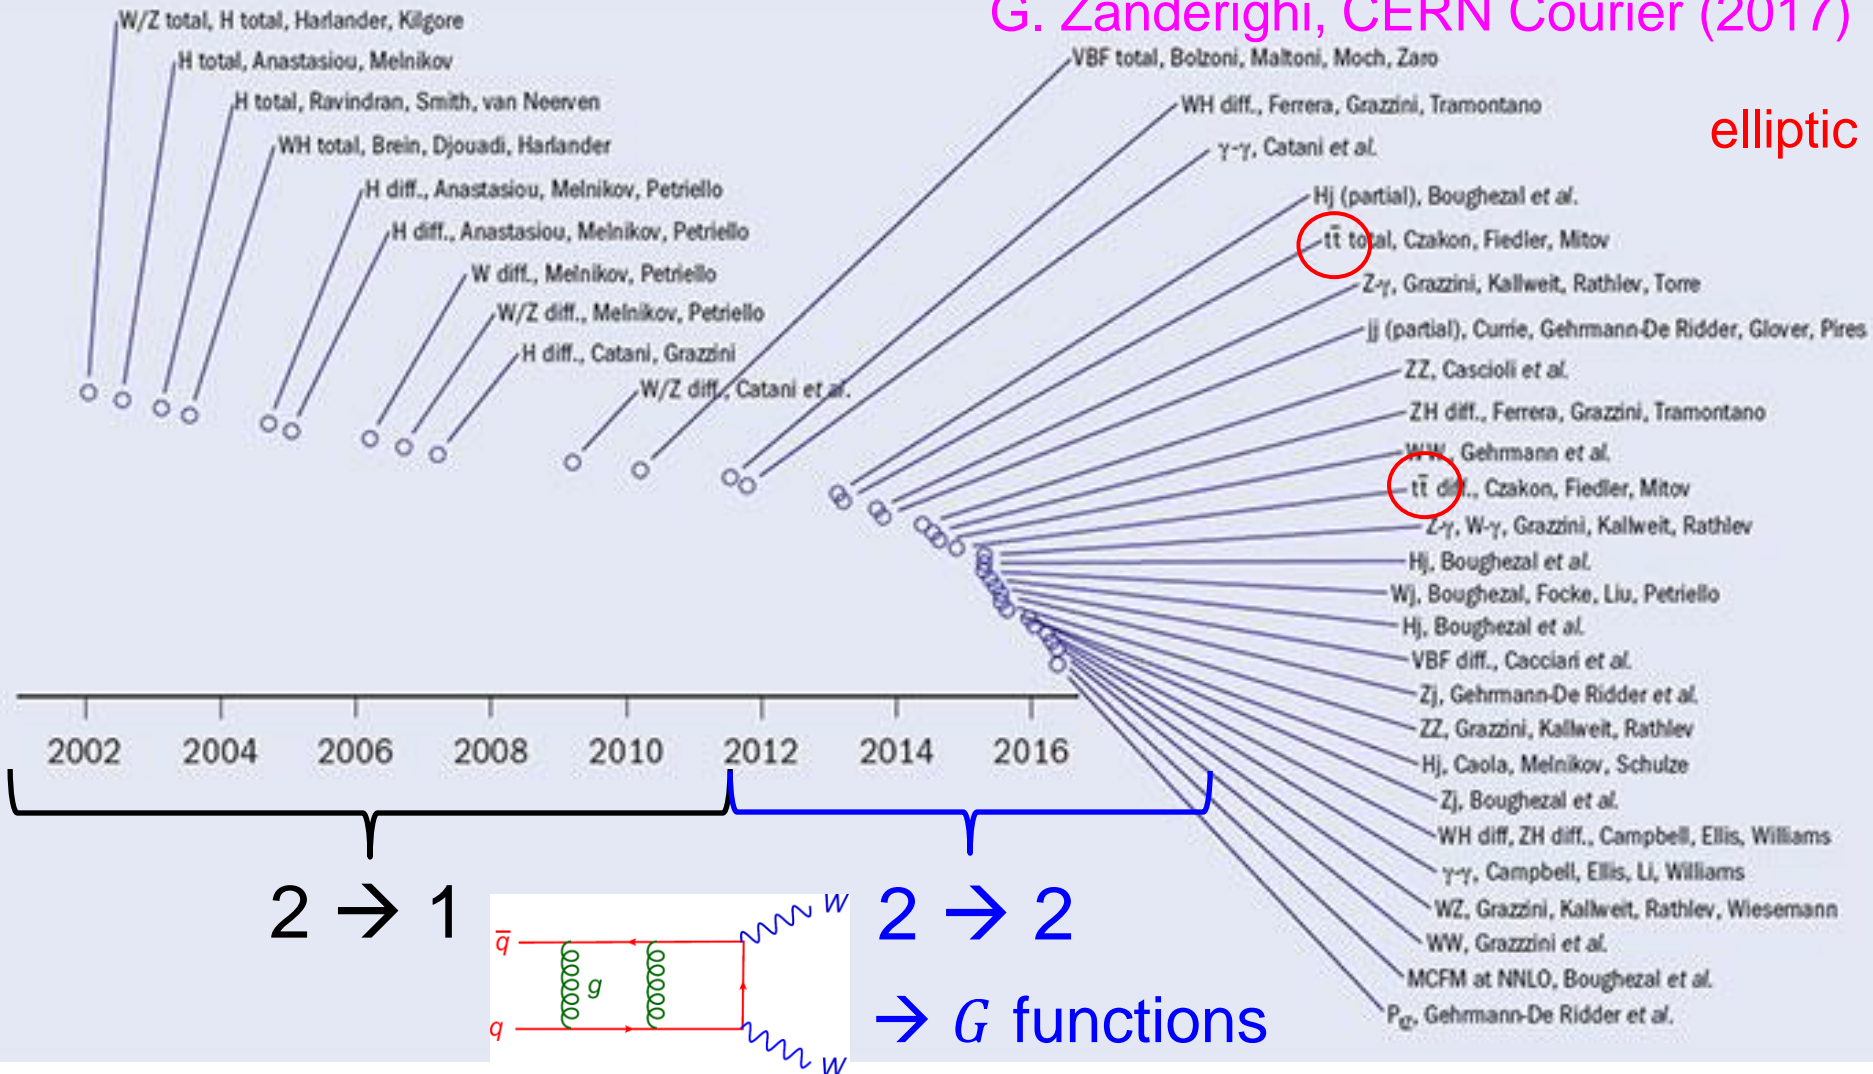 G. Zanderighi, CERN Courier (2017)
elliptic
W/Z total, H total, Harlander, Kilgore
H total, Anastasiou, Melnikov
H total, Ravindran, Smith, van Neerven
WH total, Brein, Djouadi, Harlander
H diff., Anastasiou, Melnikov, Petriello
H diff., Anastasiou, Melnikov, Petriello
W diff., Melnikov, Petriello
W/Z diff., Melnikov, Petriello
H diff., Catani, Grazzini
W/Z diff., Catani et al.
VBF total, Bolzoni, Maltoni, Moch, Zaro
WH diff., Ferrera, Grazzini, Tramontano
γ-γ, Catani et al.
Hj (partial), Boughezal et al.
tt̄ total, Czakon, Fiedler, Mitov
Z-γ, Grazzini, Kallweit, Rathlev, Torre
jj (partial), Currie, Gehrmann-De Ridder, Glover, Pires
ZZ, Cascioli et al.
ZH diff., Ferrera, Grazzini, Tramontano
WW, Gehrmann et al.
tt̄ diff., Czakon, Fiedler, Mitov
Z-γ, W-γ, Grazzini, Kallweit, Rathlev
Hj, Boughezal et al.
Wj, Boughezal, Focke, Liu, Petriello
Hj, Boughezal et al.
VBF diff., Cacciari et al.
Zj, Gehrmann-De Ridder et al.
ZZ, Grazzini, Kallweit, Rathlev
Hj, Caola, Melnikov, Schulze
Zj, Boughezal et al.
WH diff, ZH diff., Campbell, Ellis, Williams
γ-γ, Campbell, Ellis, Li, Williams
WZ, Grazzini, Kallweit, Rathlev, Wiesemann
WW, Grazzzini et al.
MCFM at NNLO, Boughezal et al.
Gehrmann-De Ridder et al.
2002 2004 2006 2008 2010 2012 2014 2016
2 → 1
q̄
g
q
W
W
2 → 2
→ G functions